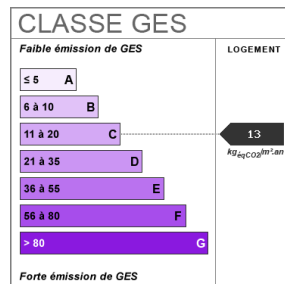 CLASSE GES
Faible émission de GES
LOGEMENT
≤ 5 A
6 à 10 B
11 à 20 C
13
kgéqCO2/m².an
21 à 35 D
36 à 55 E
56 à 80 F
> 80 G
Forte émission de GES